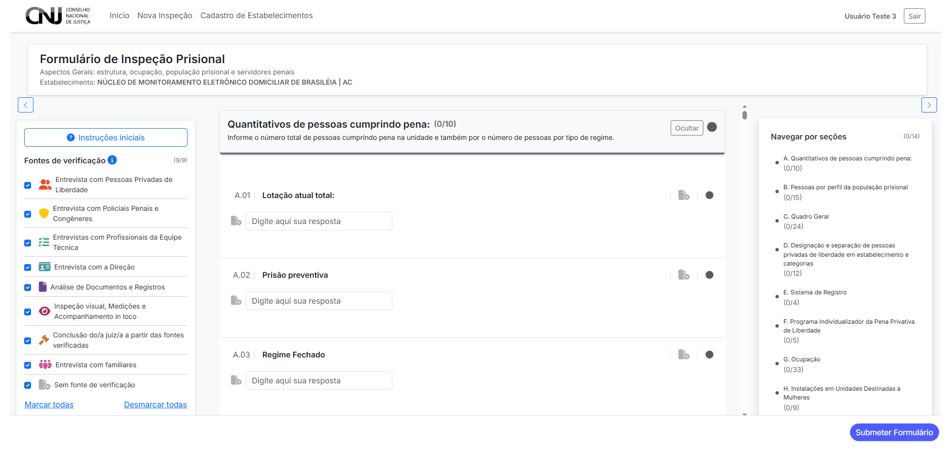 CNJ CONSELHO
NACIONAL
DE JUSTIÇA
Início Nova Inspeção Cadastro de Estabelecimentos
Usuário Teste 3 Sair
Formulário de Inspeção Prisional
Aspectos Gerais: estrutura, ocupação, população prisional e servidores penais
Estabelecimento: NÚCLEO DE MONITORAMENTO ELETRÔNICO DOMICILIAR DE BRASILÉIA | AC
Instruções iniciais
Fontes de verificação (9/9)
Entrevista com Pessoas Privadas de
Liberdade
Entrevista com Policiais Penais e
Congêneres
Entrevistas com Profissionais da Equipe
Técnica
Entrevista com a Direção
Análise de Documentos e Registros
Inspeção visual, Medições e
Acompanhamento in loco
Conclusão do/a juiz/a a partir das fontes
verificadas
Entrevista com familiares
Sem fonte de verificação
Marcar todas Desmarcar todas
Quantitativos de pessoas cumprindo pena: (0/10)
Informe o número total de pessoas cumprindo pena na unidade e também por o número de pessoas por tipo de regime.
Ocultar
A.01 Lotação atual total:
Digite aqui sua resposta
A.02 Prisão preventiva
Digite aqui sua resposta
A.03 Regime Fechado
Digite aqui sua resposta
Navegar por seções (0/14)
A. Quantitativos de pessoas cumprindo pena:
(0/10)
B. Pessoas por perfil da população prisional
(0/15)
C. Quadro Geral
(0/24)
D. Designação e separação de pessoas
privadas de liberdade em estabelecimento e
categorias
(0/12)
E. Sistema de Registro
(0/4)
F. Programa Individualizador da Pena Privativa
de Liberdade
(0/5)
G. Ocupação
(0/33)
H. Instalações em Unidades Destinadas a
Mulheres
(0/9)
Submeter Formulário